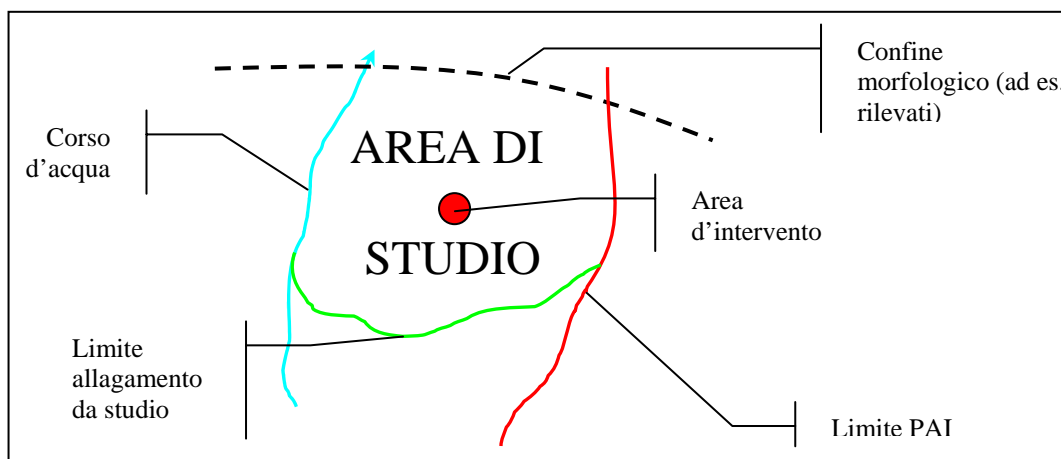 Confine
morfologico (ad es.
rilevati)
Corso
d’acqua
AREA DI
STUDIO
Area
d’intervento
Limite
allagamento
da studio
Limite PAI